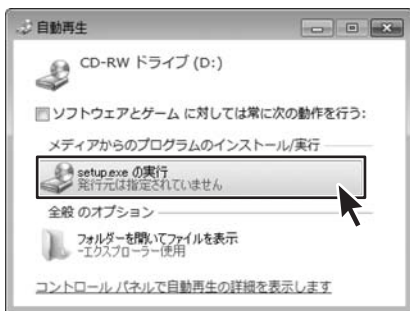 自動再生
CD-RW ドライブ (D:)
ソフトウェアとゲーム に対しては常に次の動作を行う:
メディアからのプログラムのインストール/実行
setup.exe の実行
発行元は指定されていません
全般 のオプション
フォルダーを開いてファイルを表示
-エクスプローラー使用
コントロール パネルで自動再生の詳細を表示します